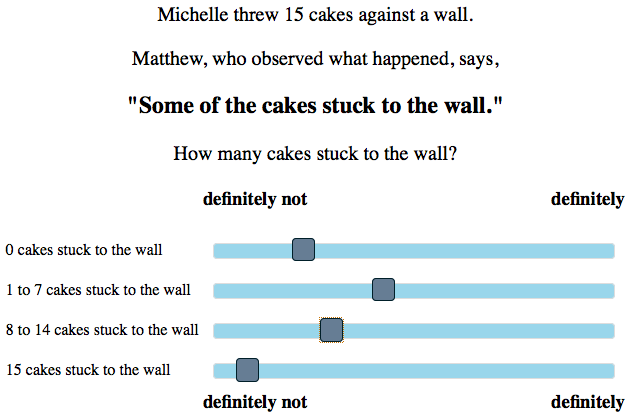 Michelle threw 15 cakes against a wall.
Matthew, who observed what happened, says,
"Some of the cakes stuck to the wall."
How many cakes stuck to the wall?
definitely not definitely
0 cakes stuck to the wall
1 to 7 cakes stuck to the wall
8 to 14 cakes stuck to the wall
15 cakes stuck to the wall
definitely not definitely